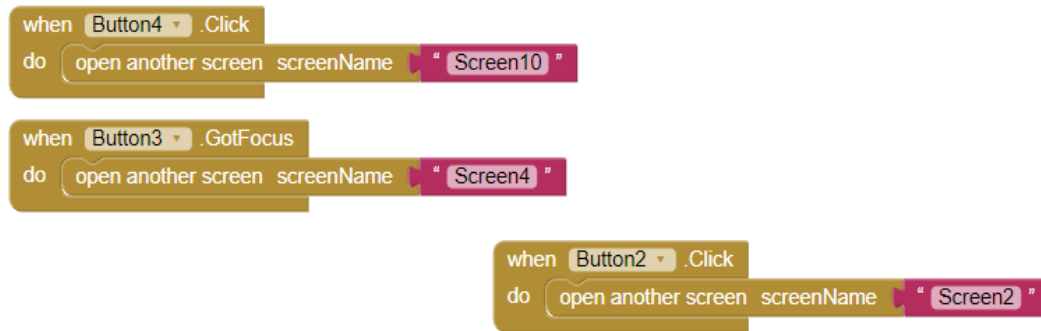 when Button4 .Click
do open another screen screenName " Screen10 "
when Button3 .GotFocus
do open another screen screenName " Screen4 "
when Button2 .Click
do open another screen screenName " Screen2 "